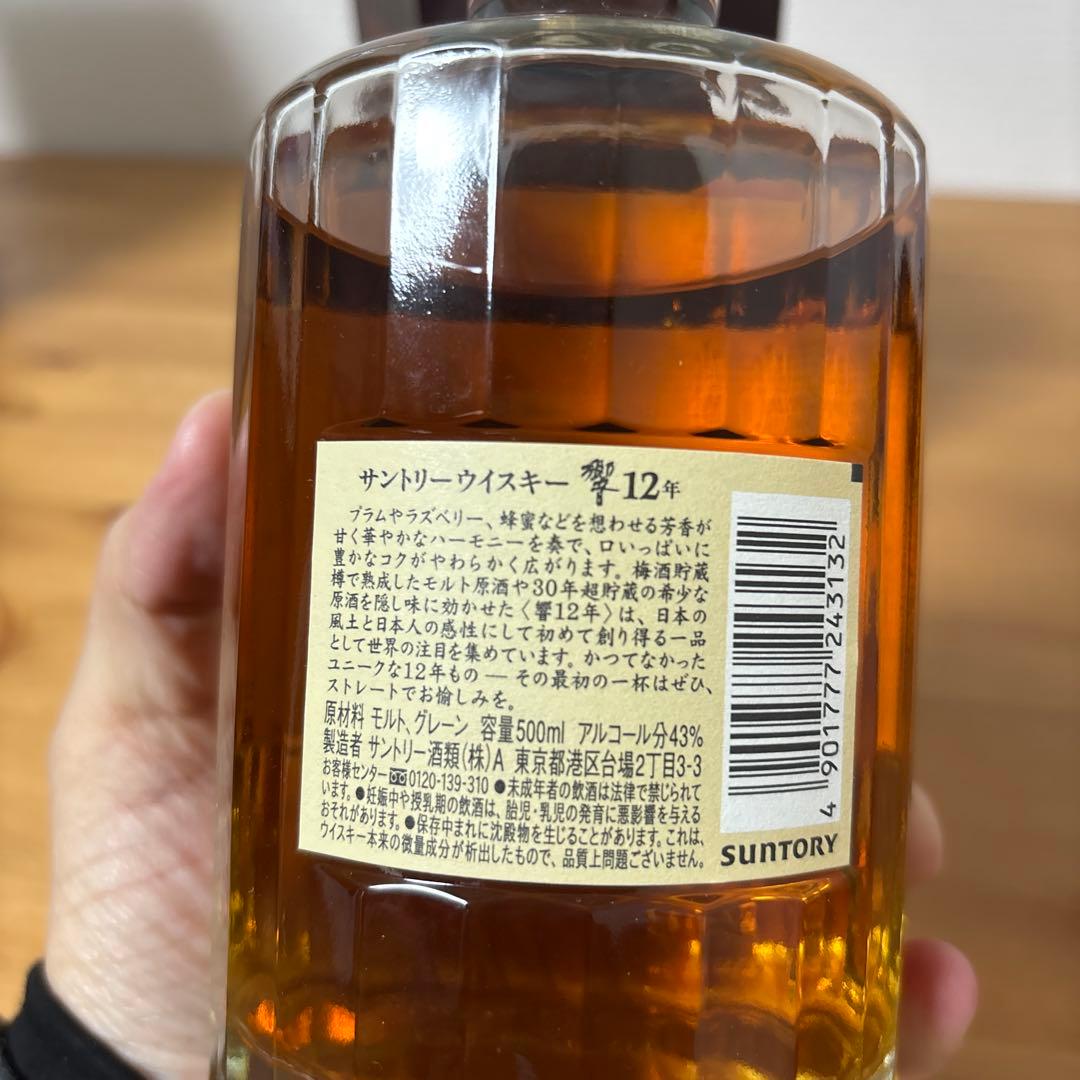 サントリーウイスキー 響 12年
プラムやラズベリー、蜂蜜などを想わせる芳香が
甘く華やかなハーモニーを奏で、口いっぱいに
豊かなコクがやわらかく広がります。梅酒貯蔵
樽で熟成したモルト原酒や30年超貯蔵の希少な
原酒を隠し味に効かせた〈響12年〉は、日本の
風土と日本人の感性にして初めて創り得る一品
として世界の注目を集めています。かつてなかった
ユニークな12年もの ― その最初の一杯はぜひ、
ストレートでお愉しみを。
原材料 モルト、グレーン 容量500ml アルコール分43%
製造者 サントリー酒類(株)A 東京都港区台場2丁目3-3
お客様センター 0120-139-310 ●未成年者の飲酒は法律で禁じられて
います。●妊娠中や授乳期の飲酒は、胎児・乳児の発育に悪影響を与える
おそれがあります。●保存中まれに沈殿物を生じることがあります。これは、
ウイスキー本来の微量成分が析出したもので、品質上問題ございません。
4 901777 243132
SUNTORY